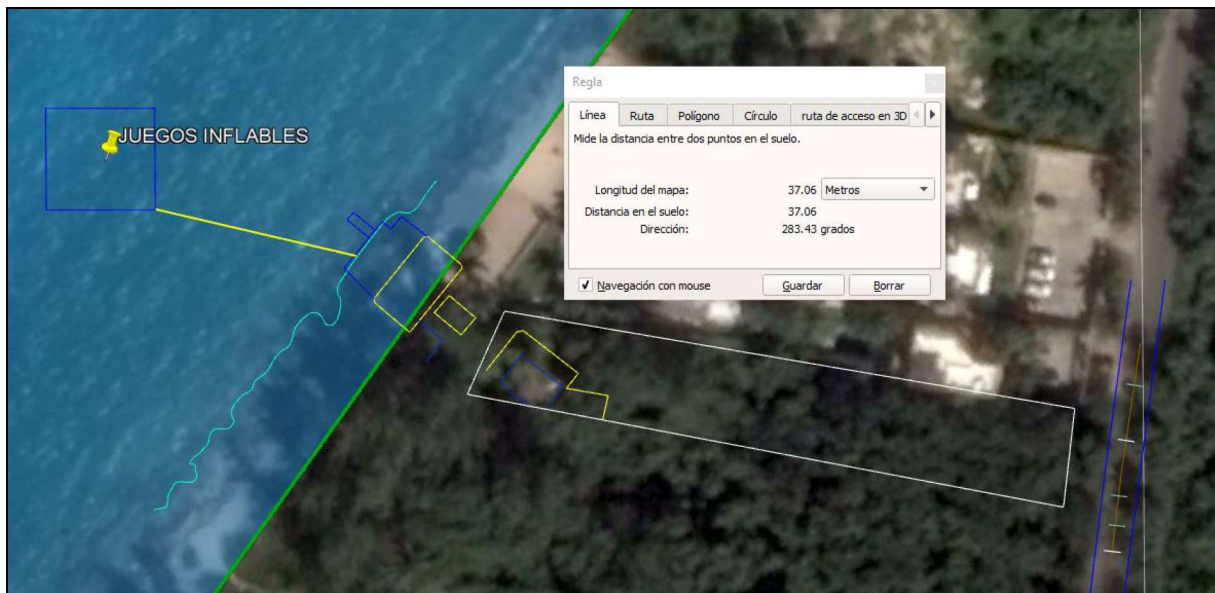 JUEGOS INFLABLES
Regla
Línea Ruta Polígono Círculo ruta de acceso en 3D
Mide la distancia entre dos puntos en el suelo.
Longitud del mapa: 37.06 Metros
Distancia en el suelo: 37.06
Dirección: 283.43 grados
Navegación con mouse Guardar Borrar